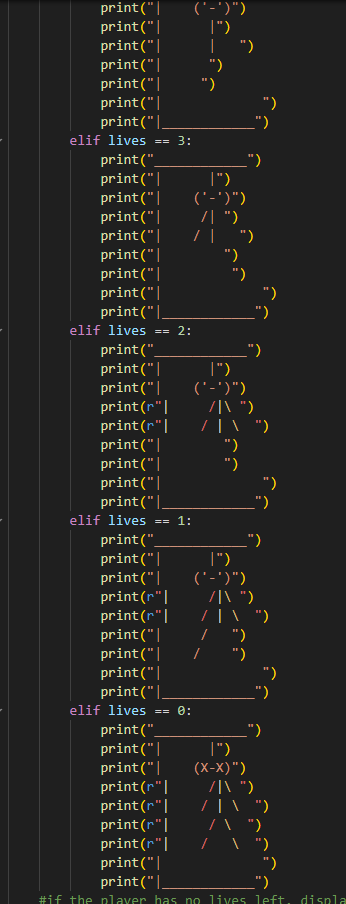 print("|    ('-')")
print("|      |")
print("|      |   ")
print("|      ")
print("|     ")
print("|             ")
print("|____________")
elif lives == 3:
print("____________")
print("|      |")
print("|    ('-')")
print("|     /| ")
print("|    / |    ")
print("|        ")
print("|         ")
print("|             ")
print("|____________")
elif lives == 2:
print("____________")
print("|      |")
print("|    ('-')")
print(r"|     /|\ ")
print(r"|    / | \  ")
print("|        ")
print("|        ")
print("|             ")
print("|____________")
elif lives == 1:
print("____________")
print("|      |")
print("|    ('-')")
print(r"|     /|\ ")
print(r"|    / | \  ")
print("|     /   ")
print("|    /    ")
print("|             ")
print("|____________")
elif lives == 0:
print("____________")
print("|      |")
print("|    (X-X)")
print(r"|     /|\ ")
print(r"|    / | \  ")
print(r"|     / \  ")
print(r"|    /   \  ")
print("|             ")
print("|____________")
#if the player has no lives left, displa